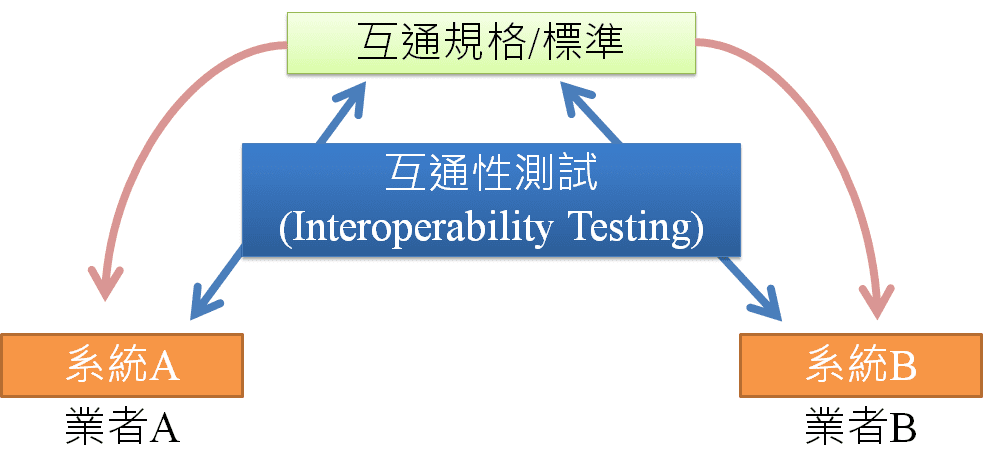 互通規格/標準
互通性測試
(Interoperability Testing)
系統A
系統B
業者A
業者B